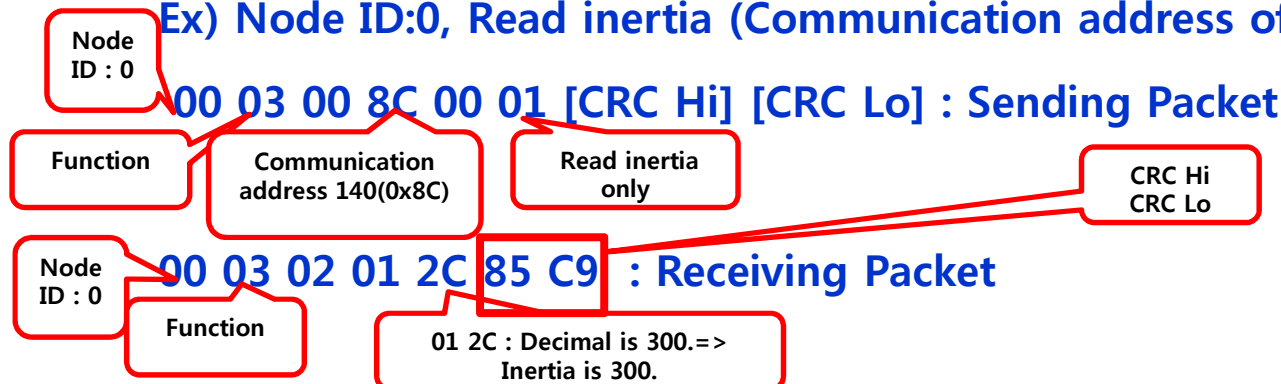 Ex) Node ID:0, Read inertia (Communication address of
Node
ID : 0
00 03 00 8C 00 01 [CRC Hi] [CRC Lo] : Sending Packet
Function
Communication
address 140(0x8C)
Read inertia
only
CRC Hi
CRC Lo
Node
ID : 0
00 03 02 01 2C 85 C9 : Receiving Packet
Function
01 2C : Decimal is 300.=>
Inertia is 300.